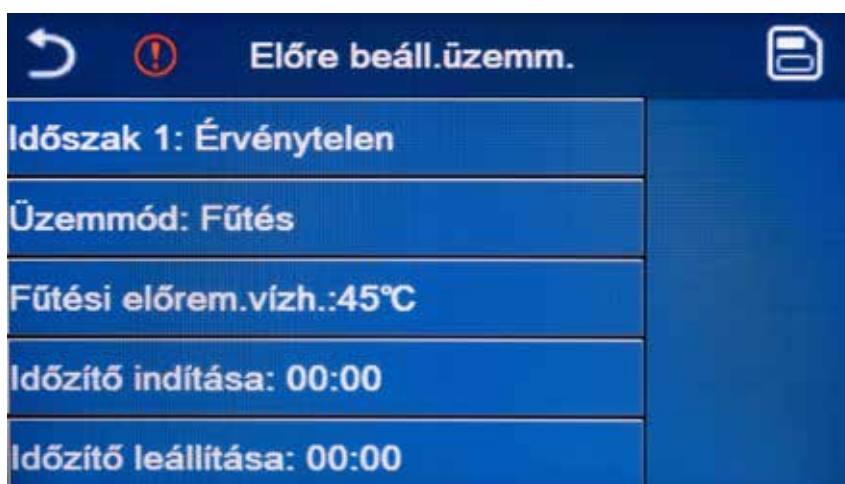 Előre beáll.üzemm.
Időszak 1: Érvénytelen
Üzemmód: Fűtés
Fűtési előrem.vízh.:45℃
Időzítő indítása: 00:00
Időzítő leállítása: 00:00